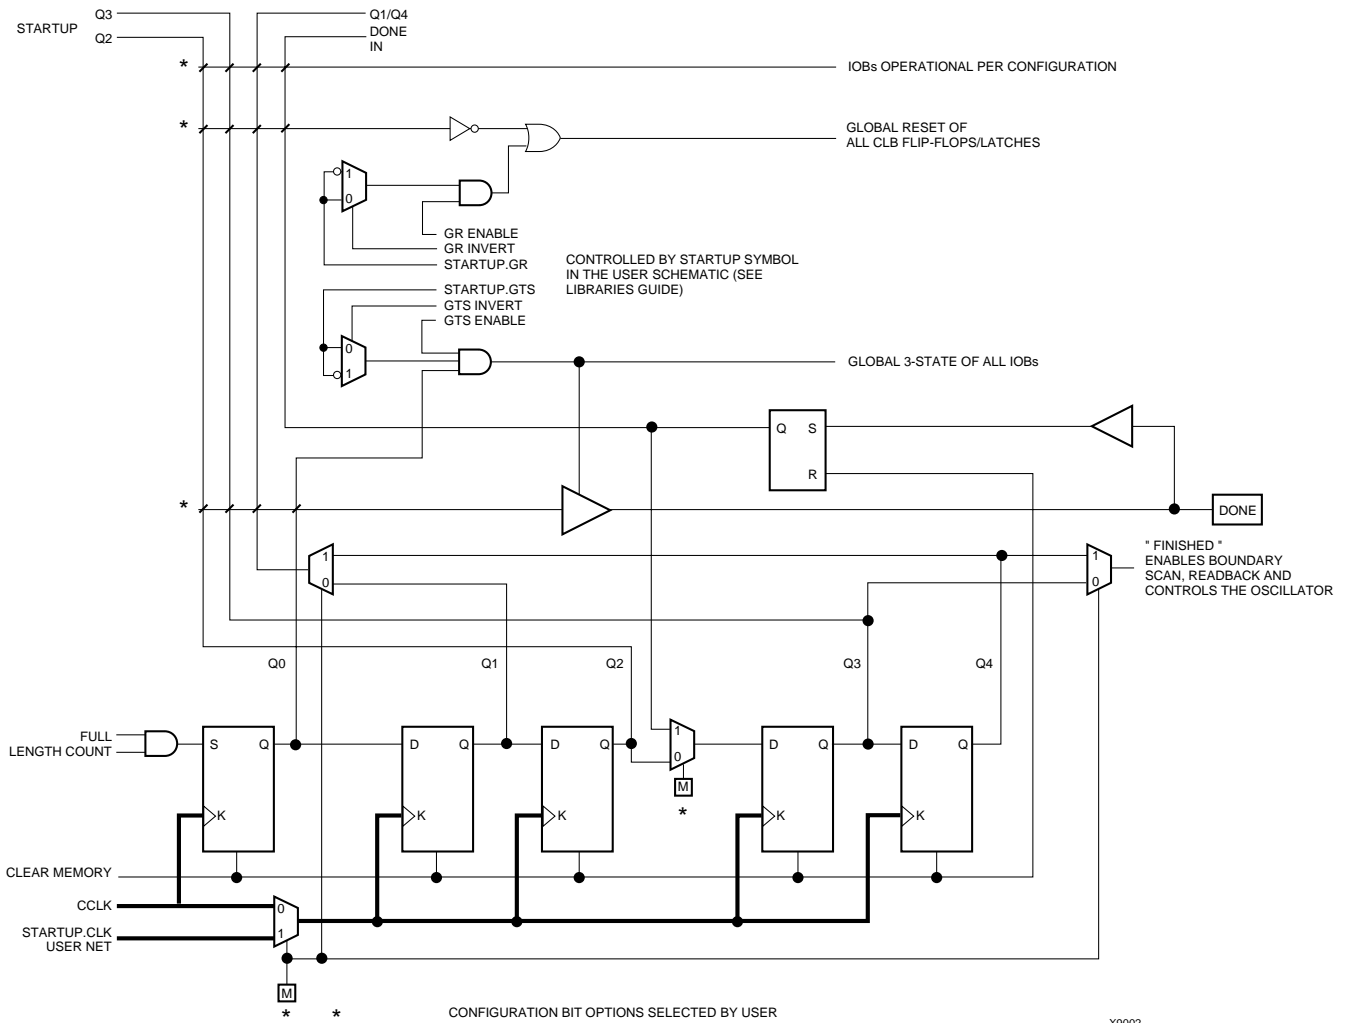 Q3
Q1/Q4
STARTUP
Q2
DONE
IN
*
IOBs OPERATIONAL PER CONFIGURATION
*
GLOBAL RESET OF
ALL CLB FLIP-FLOPS/LATCHES
1
0
GR ENABLE
GR INVERT
STARTUP.GR
CONTROLLED BY STARTUP SYMBOL
IN THE USER SCHEMATIC (SEE
LIBRARIES GUIDE)
STARTUP.GTS
GTS INVERT
GTS ENABLE
0
1
GLOBAL 3-STATE OF ALL IOBs
Q S
R
*
DONE
1
0
1
0
" FINISHED "
ENABLES BOUNDARY
SCAN, READBACK AND
CONTROLS THE OSCILLATOR
Q0
Q1
Q2
Q3
Q4
FULL
LENGTH COUNT
S Q
K
D Q
K
D Q
K
1
0
M
*
D Q
K
D Q
K
CLEAR MEMORY
CCLK
STARTUP.CLK
USER NET
0
1
M
*
* CONFIGURATION BIT OPTIONS SELECTED BY USER